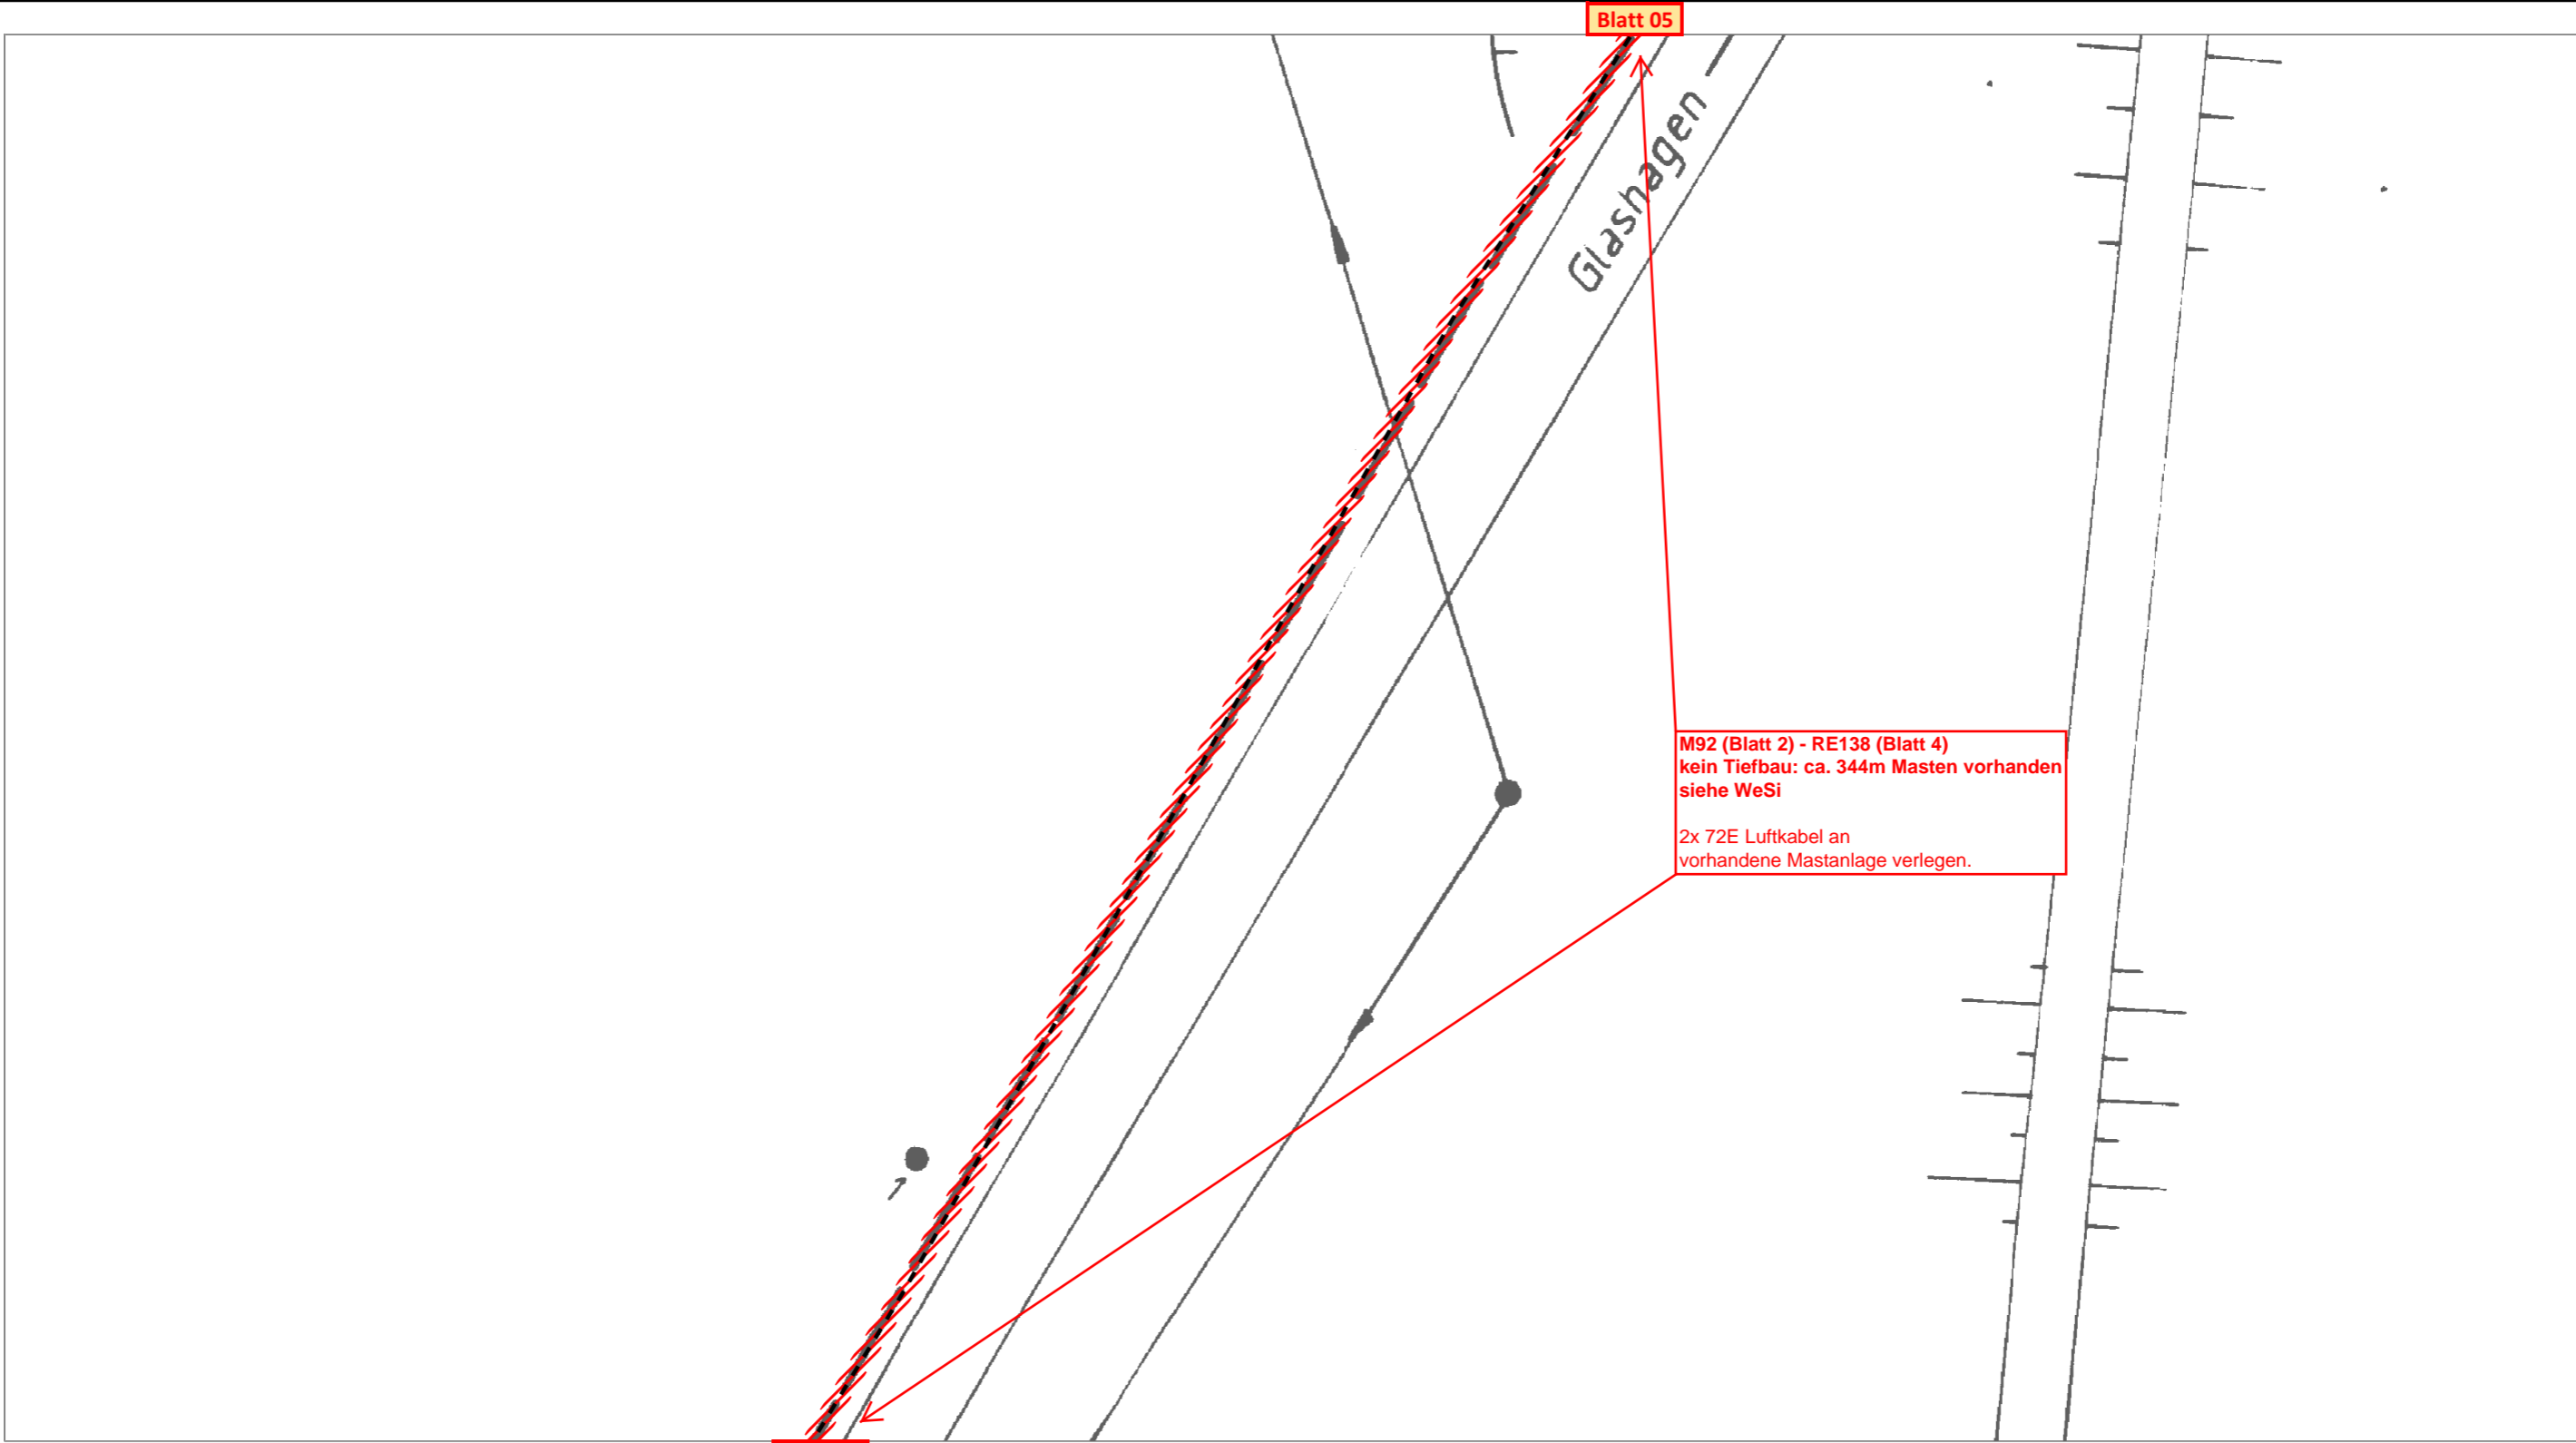 Blatt 05
Glashagen
M92 (Blatt 2) - RE138 (Blatt 4)
kein Tiefbau: ca. 344m Masten vorhanden
siehe WeSi
2x 72E Luftkabel an
vorhandene Mastanlage verlegen.